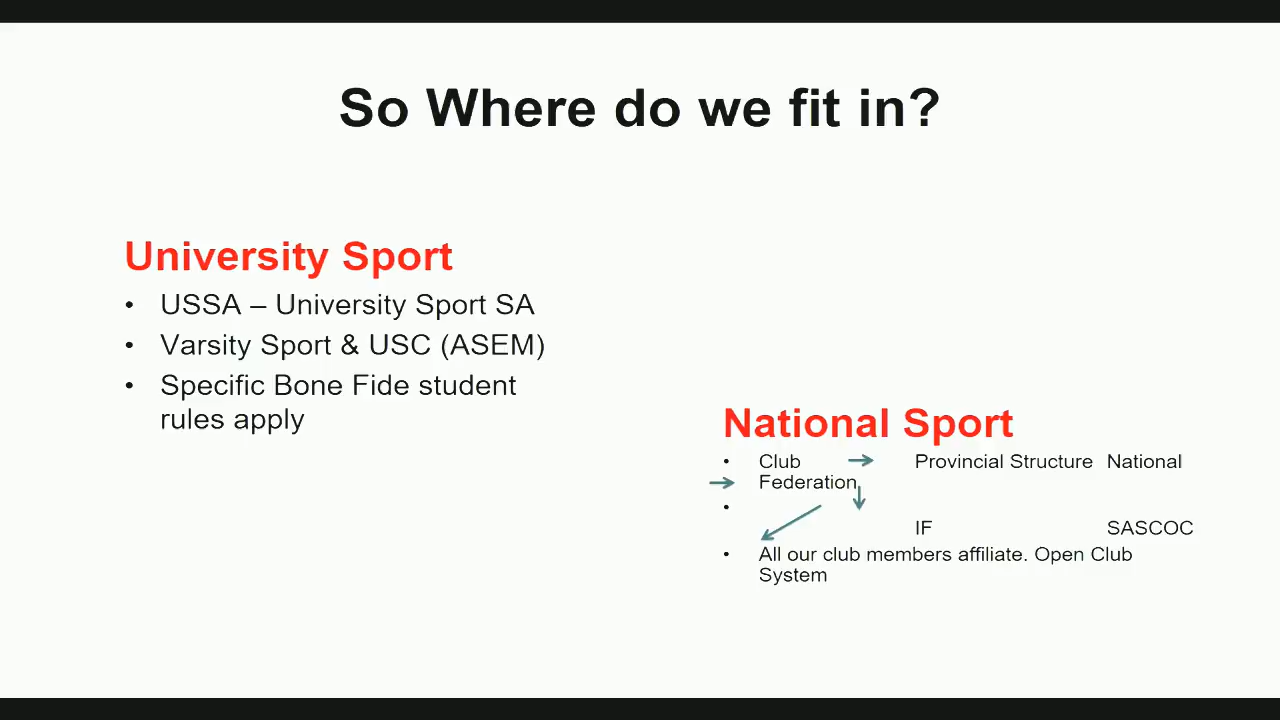 So Where do we fit in?
University Sport
• USSA – University Sport SA
• Varsity Sport & USC (ASEM)
• Specific Bone Fide student
rules apply
National Sport
• Club Provincial Structure National
Federation
•
IF SASCOC
• All our club members affiliate. Open Club
System